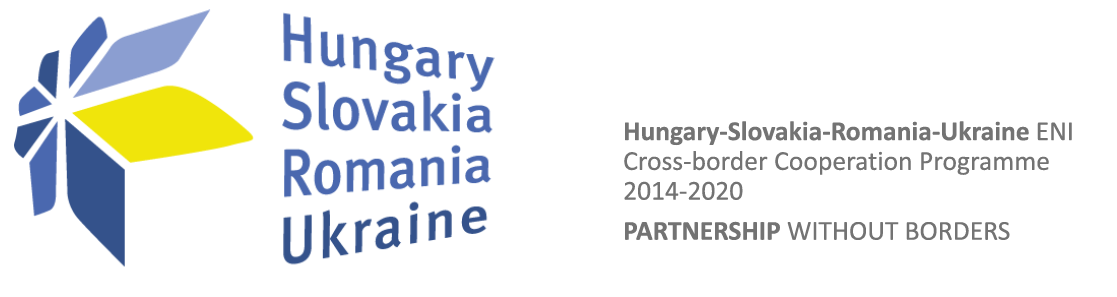 Hungary
Slovakia
Romania
Ukraine
Hungary-Slovakia-Romania-Ukraine ENI
Cross-border Cooperation Programme
2014-2020
PARTNERSHIP WITHOUT BORDERS